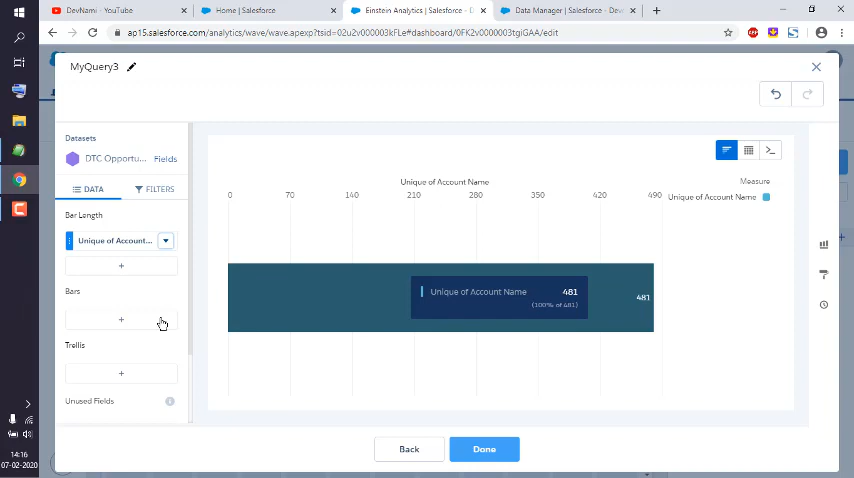 DevNami - YouTube
Home | Salesforce
Einstein Analytics | Salesforce - D
Data Manager | Salesforce - Dev
ap15.salesforce.com/analytics/wave/wave.apexp?tsid=02u2v000003kFLe#dashboard/0FK2v0000003tgiGAA/edit
MyQuery3
Datasets
DTC Opportu... Fields
DATA FILTERS
Bar Length
Unique of Account...
+
Bars
+
Trellis
+
Unused Fields
Unique of Account Name
0 70 140 210 280 350 420 490
Measure
Unique of Account Name
Unique of Account Name 481
(100% of 481)
481
Back Done
14:16
07-02-2020